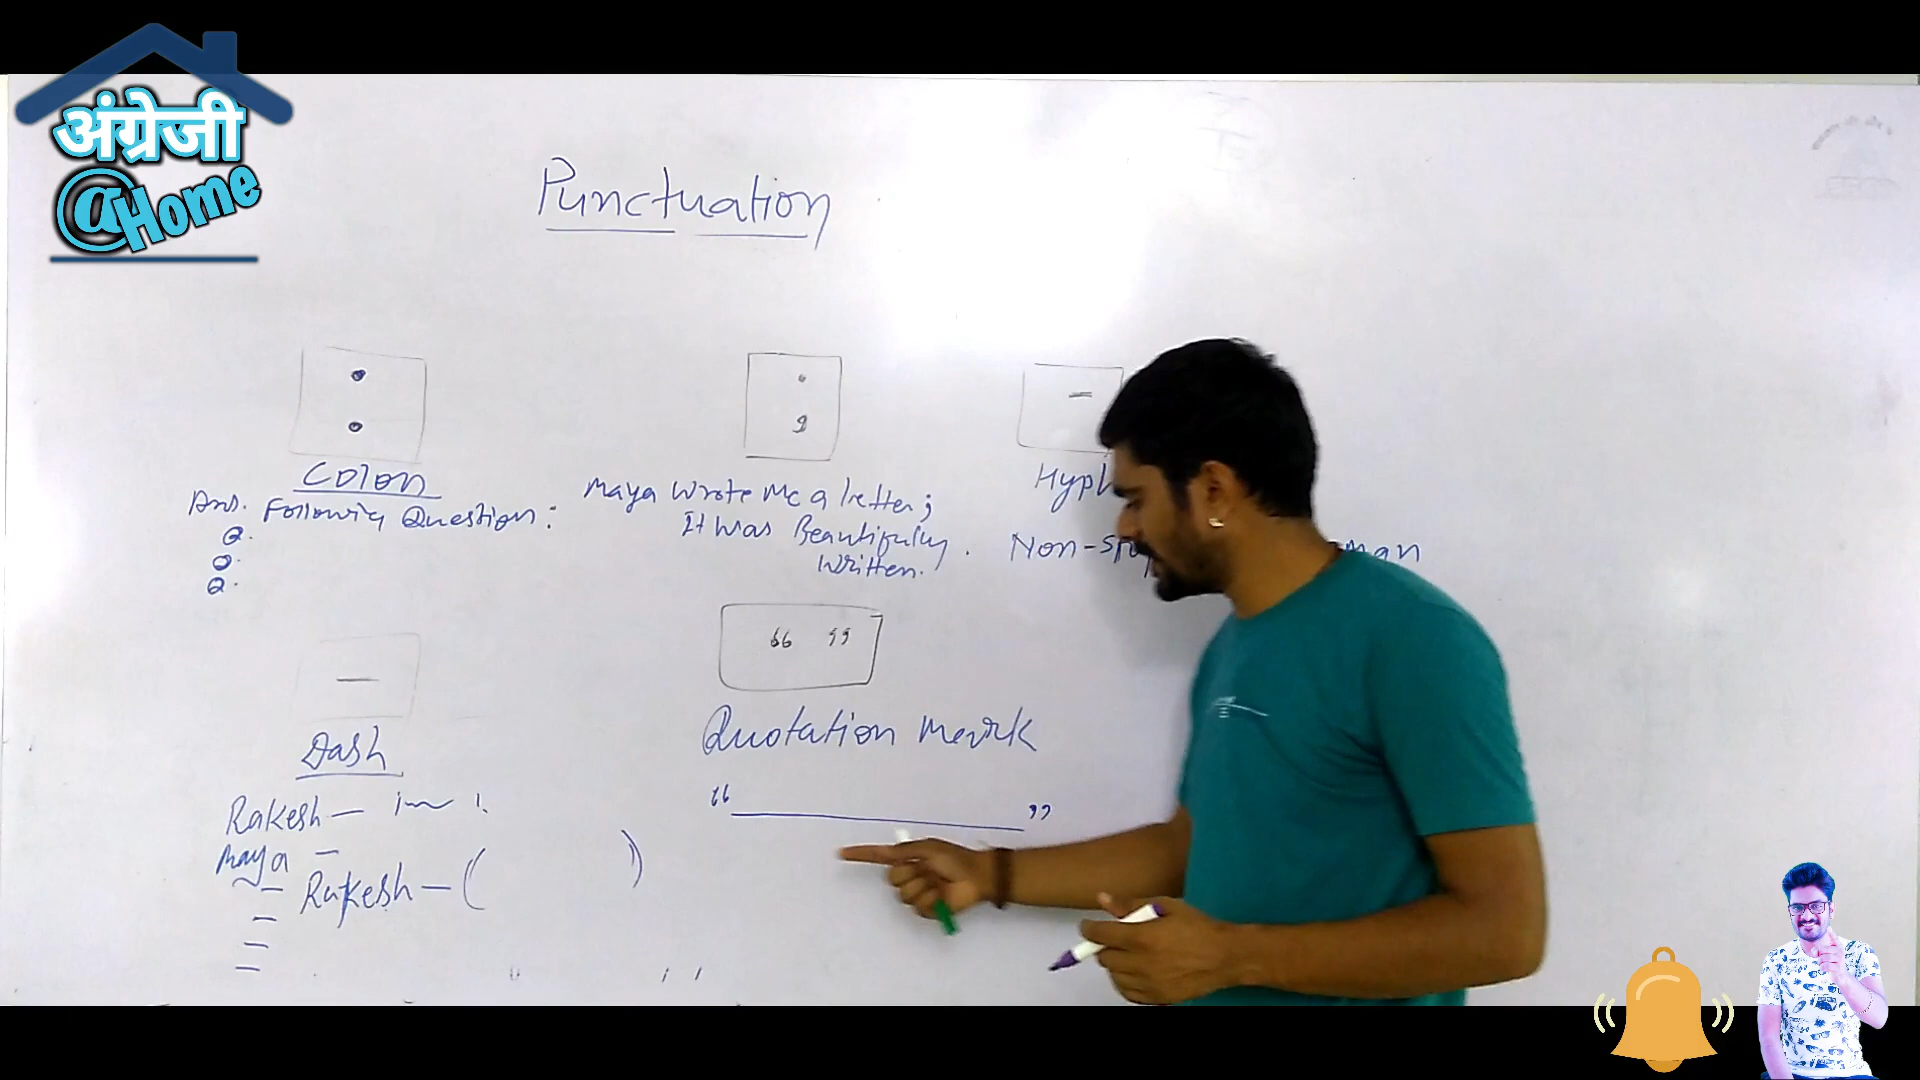 अंग्रेजी
@Home
Punctuation
:
Colon
Ans. Following Question:
Q.
Q.
Q.
;
Maya Wrote Me a letter;
It Was Beautifully
Written.
-
Hyph
Non-st man
—
Dash
Rakesh —
Maya —
Rakesh — ( )
“ ”
Quotation Mark
“ ”